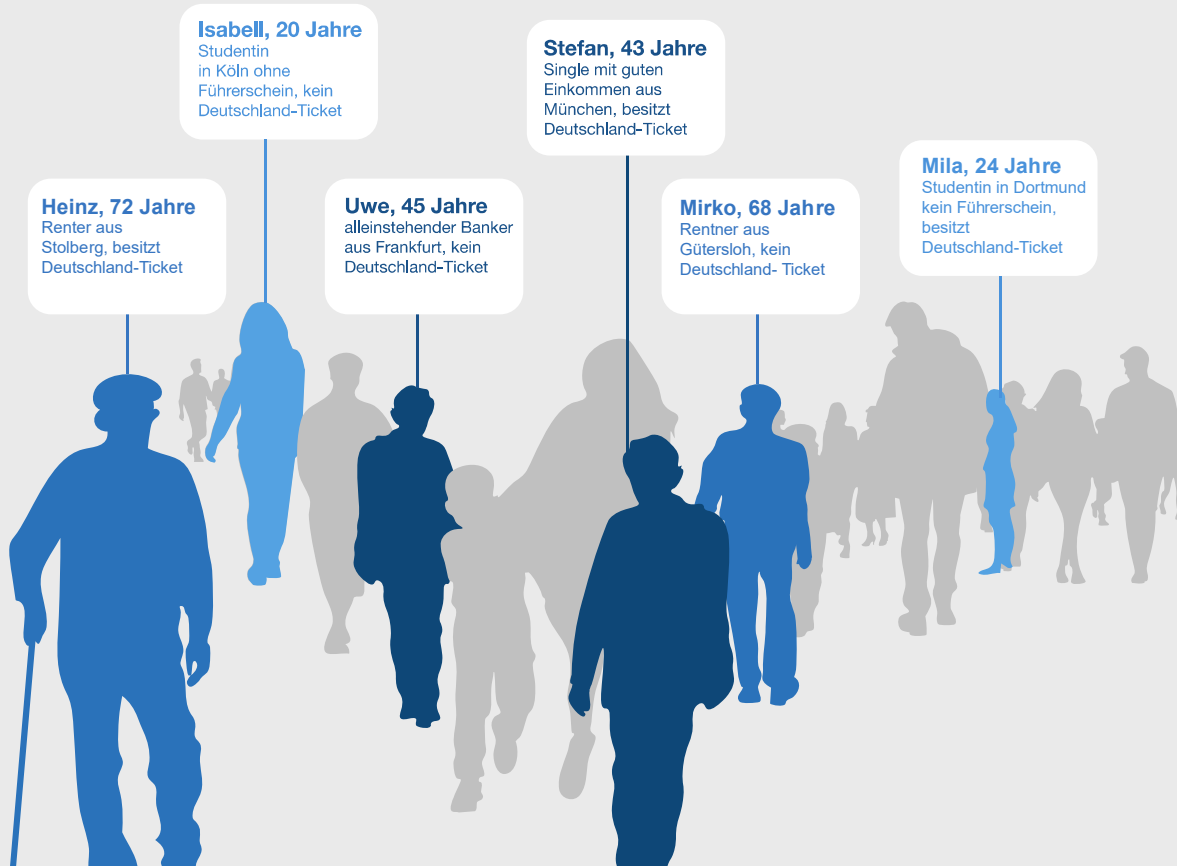 Isabell, 20 Jahre
Studentin
in Köln ohne
Führerschein, kein
Deutschland-Ticket
Stefan, 43 Jahre
Single mit guten
Einkommen aus
München, besitzt
Deutschland-Ticket
Heinz, 72 Jahre
Renter aus
Stolberg, besitzt
Deutschland-Ticket
Uwe, 45 Jahre
alleinstehender Banker
aus Frankfurt, kein
Deutschland-Ticket
Mirko, 68 Jahre
Rentner aus
Gütersloh, kein
Deutschland- Ticket
Mila, 24 Jahre
Studentin in Dortmund
kein Führerschein,
besitzt
Deutschland-Ticket